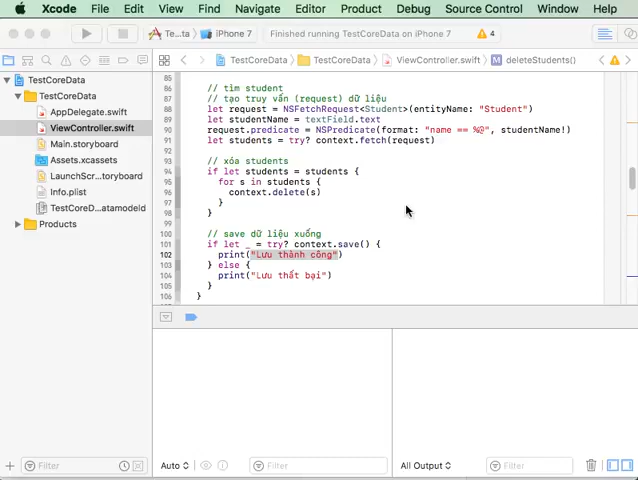 Xcode File Edit View Find Navigate Editor Product Debug Source Control Window Help
Te...ta iPhone 7 Finished running TestCoreData on iPhone 7 4
TestCoreData TestCoreData ViewController.swift deleteStudents()
TestCoreData
TestCoreData
AppDelegate.swift
ViewController.swift
Main.storyboard
Assets.xcassets
LaunchScr...toryboard
Info.plist
TestCoreD...atamodeld
Products
85
86 // tìm student
87 // tạo truy vấn (request) dữ liệu
88 let request = NSFetchRequest<Student>(entityName: "Student")
89 let studentName = textField.text
90 request.predicate = NSPredicate(format: "name == %@", studentName!)
91 let students = try? context.fetch(request)
92
93 // xóa students
94 if let students = students {
95 for s in students {
96 context.delete(s)
97 }
98 }
99
100 // save dữ liệu xuống
101 if let _ = try? context.save() {
102 print("Lưu thành công")
103 } else {
104 print("Lưu thất bại")
105 }
106 }
Filter
Auto
Filter
All Output
Filter